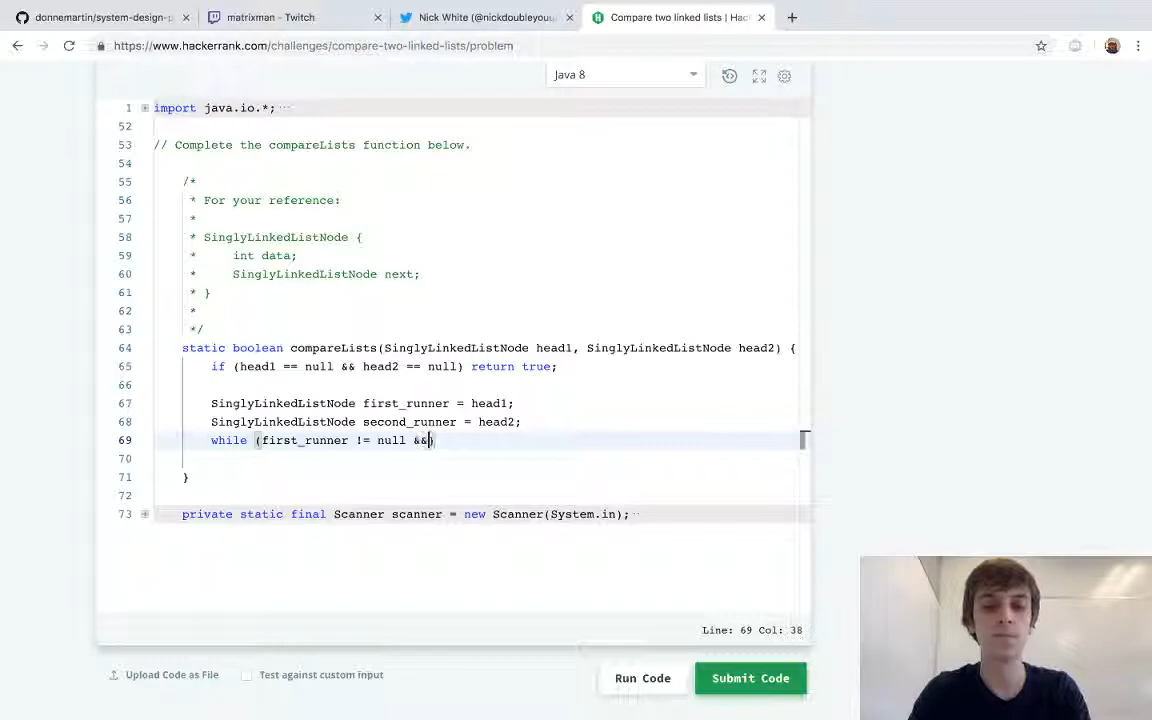 donnemartin/system-design-p
matrixman - Twitch
Nick White (@nickdoubleyouu
Compare two linked lists | Hac
https://www.hackerrank.com/challenges/compare-two-linked-lists/problem
Java 8
1 import java.io.*;
52
53 // Complete the compareLists function below.
54
55 /*
56 * For your reference:
57 *
58 * SinglyLinkedListNode {
59 * int data;
60 * SinglyLinkedListNode next;
61 * }
62 *
63 */
64 static boolean compareLists(SinglyLinkedListNode head1, SinglyLinkedListNode head2) {
65 if (head1 == null && head2 == null) return true;
66
67 SinglyLinkedListNode first_runner = head1;
68 SinglyLinkedListNode second_runner = head2;
69 while (first_runner != null &&)
70
71 }
72
73 private static final Scanner scanner = new Scanner(System.in);
Line: 69 Col: 38
Upload Code as File
Test against custom input
Run Code
Submit Code